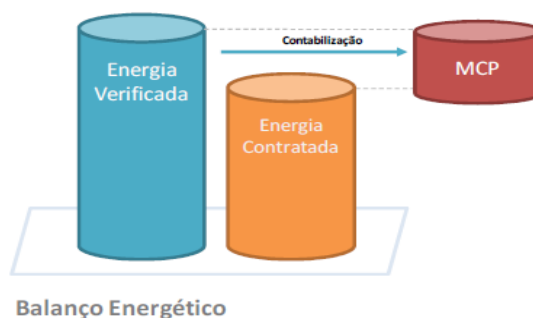 Contabilização
Energia
Verificada
MCP
Energia
Contratada
Balanço Energético